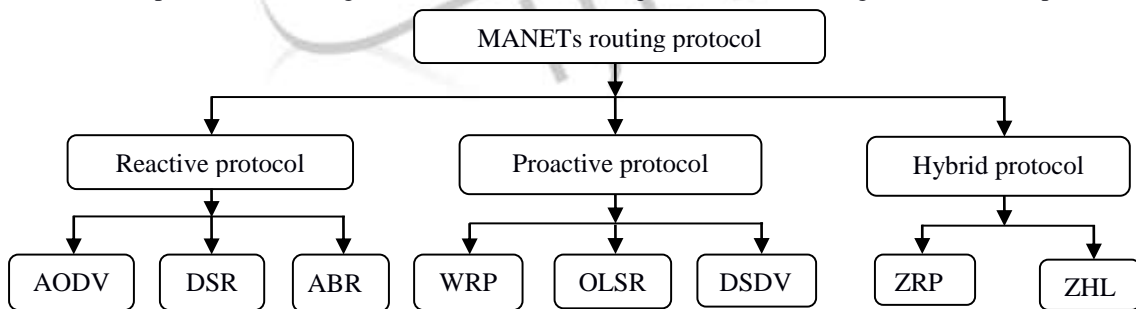 MANETs routing protocol
Reactive protocol
Proactive protocol
Hybrid protocol
AODV
DSR
ABR
WRP
OLSR
DSDV
ZRP
ZHL